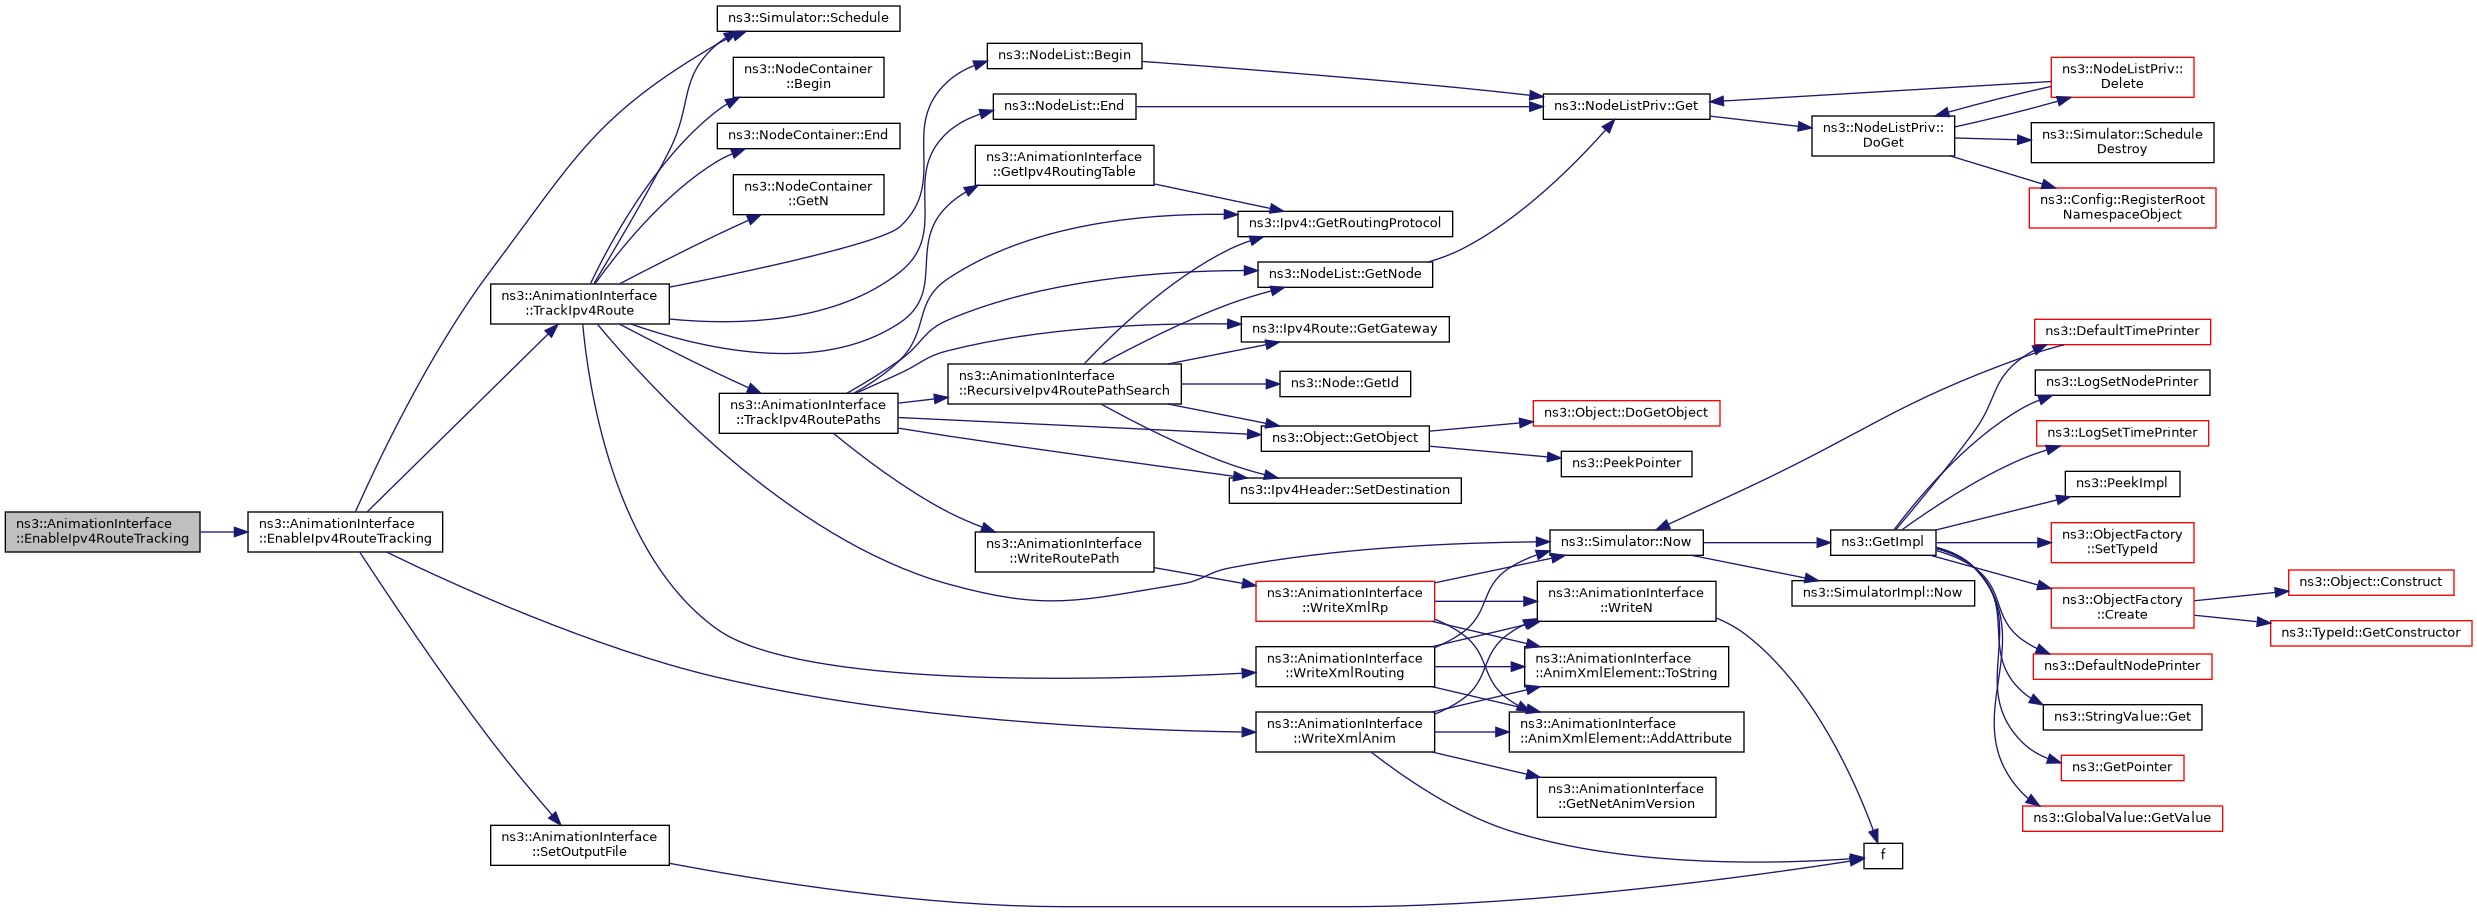 ns3::AnimationInterface
::EnableIpv4RouteTracking
ns3::AnimationInterface
::EnableIpv4RouteTracking
ns3::Simulator::Schedule
ns3::NodeContainer
::Begin
ns3::NodeContainer::End
ns3::NodeContainer
::GetN
ns3::AnimationInterface
::TrackIpv4Route
ns3::AnimationInterface
::TrackIpv4RoutePaths
ns3::AnimationInterface
::SetOutputFile
ns3::NodeList::Begin
ns3::NodeList::End
ns3::AnimationInterface
::GetIpv4RoutingTable
ns3::AnimationInterface
::RecursiveIpv4RoutePathSearch
ns3::AnimationInterface
::WriteRoutePath
ns3::Ipv4::GetRoutingProtocol
ns3::NodeList::GetNode
ns3::Ipv4Route::GetGateway
ns3::Node::GetId
ns3::Object::GetObject
ns3::Ipv4Header::SetDestination
ns3::AnimationInterface
::WriteXmlRp
ns3::AnimationInterface
::WriteXmlRouting
ns3::AnimationInterface
::WriteXmlAnim
ns3::NodeListPriv::Get
ns3::Object::DoGetObject
ns3::PeekPointer
ns3::Simulator::Now
ns3::AnimationInterface
::WriteN
ns3::AnimationInterface
::AnimXmlElement::ToString
ns3::AnimationInterface
::AnimXmlElement::AddAttribute
ns3::AnimationInterface
::GetNetAnimVersion
ns3::NodeListPriv::
DoGet
ns3::GetImpl
ns3::SimulatorImpl::Now
f
ns3::NodeListPriv::
Delete
ns3::Simulator::Schedule
Destroy
ns3::Config::RegisterRoot
NamespaceObject
ns3::DefaultTimePrinter
ns3::LogSetNodePrinter
ns3::LogSetTimePrinter
ns3::PeekImpl
ns3::ObjectFactory
::SetTypeId
ns3::ObjectFactory
::Create
ns3::DefaultNodePrinter
ns3::StringValue::Get
ns3::GetPointer
ns3::GlobalValue::GetValue
ns3::Object::Construct
ns3::TypeId::GetConstructor